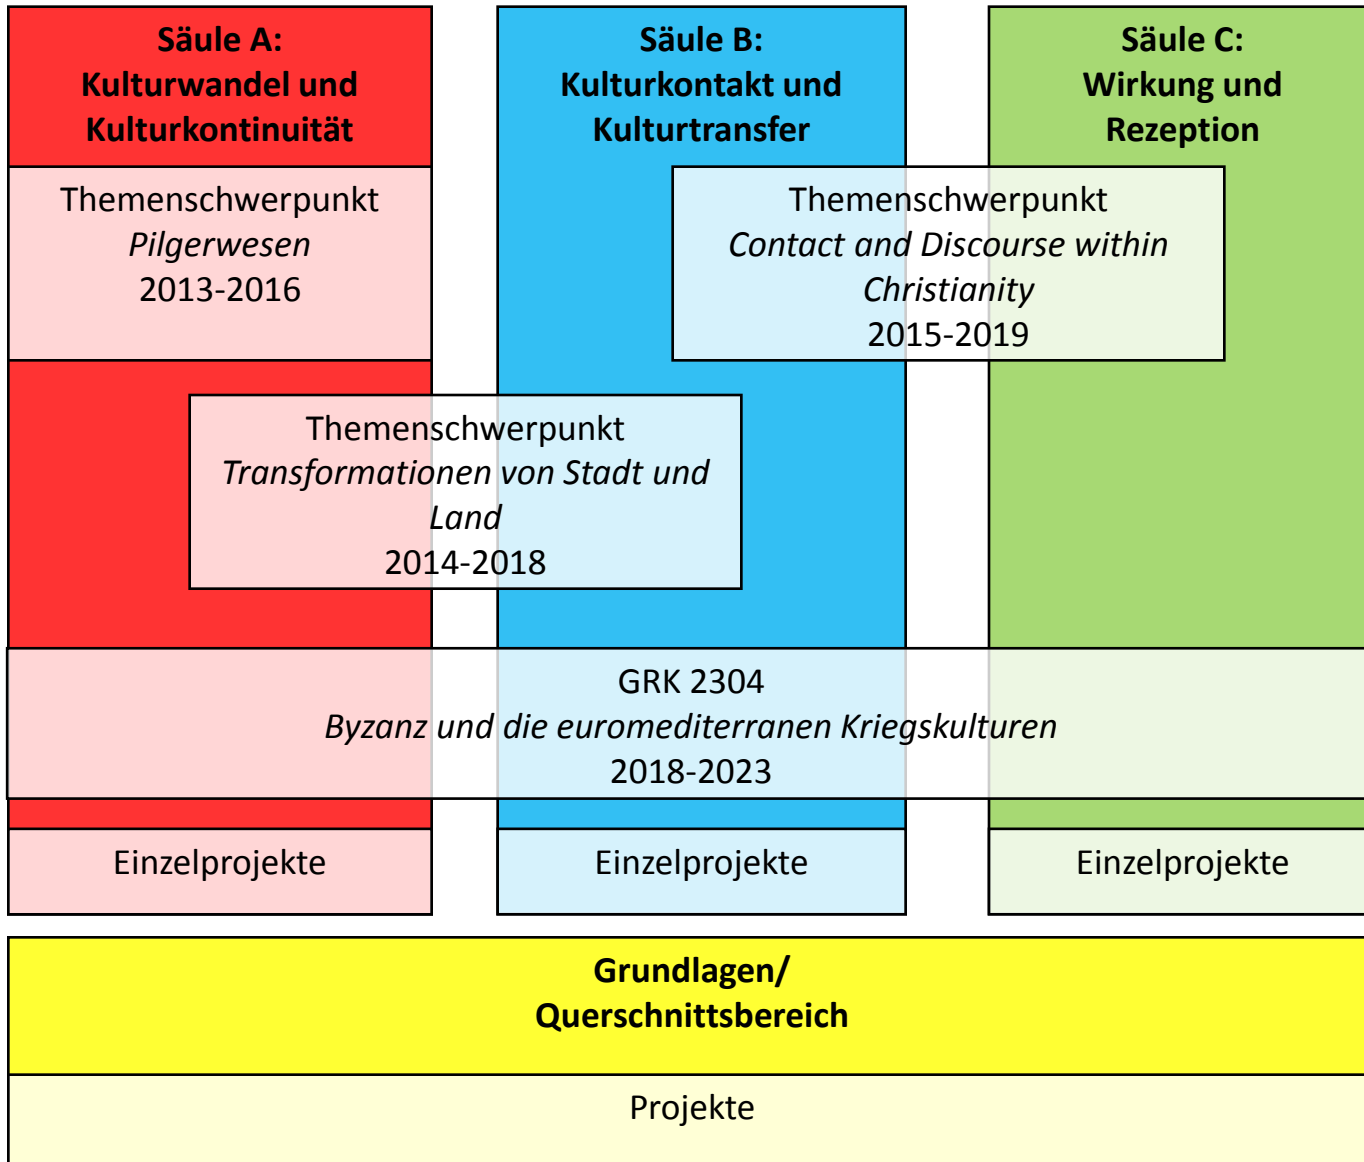 Säule A:
Kulturwandel und
Kulturkontinuität
Säule B:
Kulturkontakt und
Kulturtransfer
Säule C:
Wirkung und
Rezeption
Themenschwerpunkt
Pilgerwesen
2013-2016
Themenschwerpunkt
Contact and Discourse within
Christianity
2015-2019
Themenschwerpunkt
Transformationen von Stadt und
Land
2014-2018
GRK 2304
Byzanz und die euromediterranen Kriegskulturen
2018-2023
Einzelprojekte
Einzelprojekte
Einzelprojekte
Grundlagen/
Querschnittsbereich
Projekte